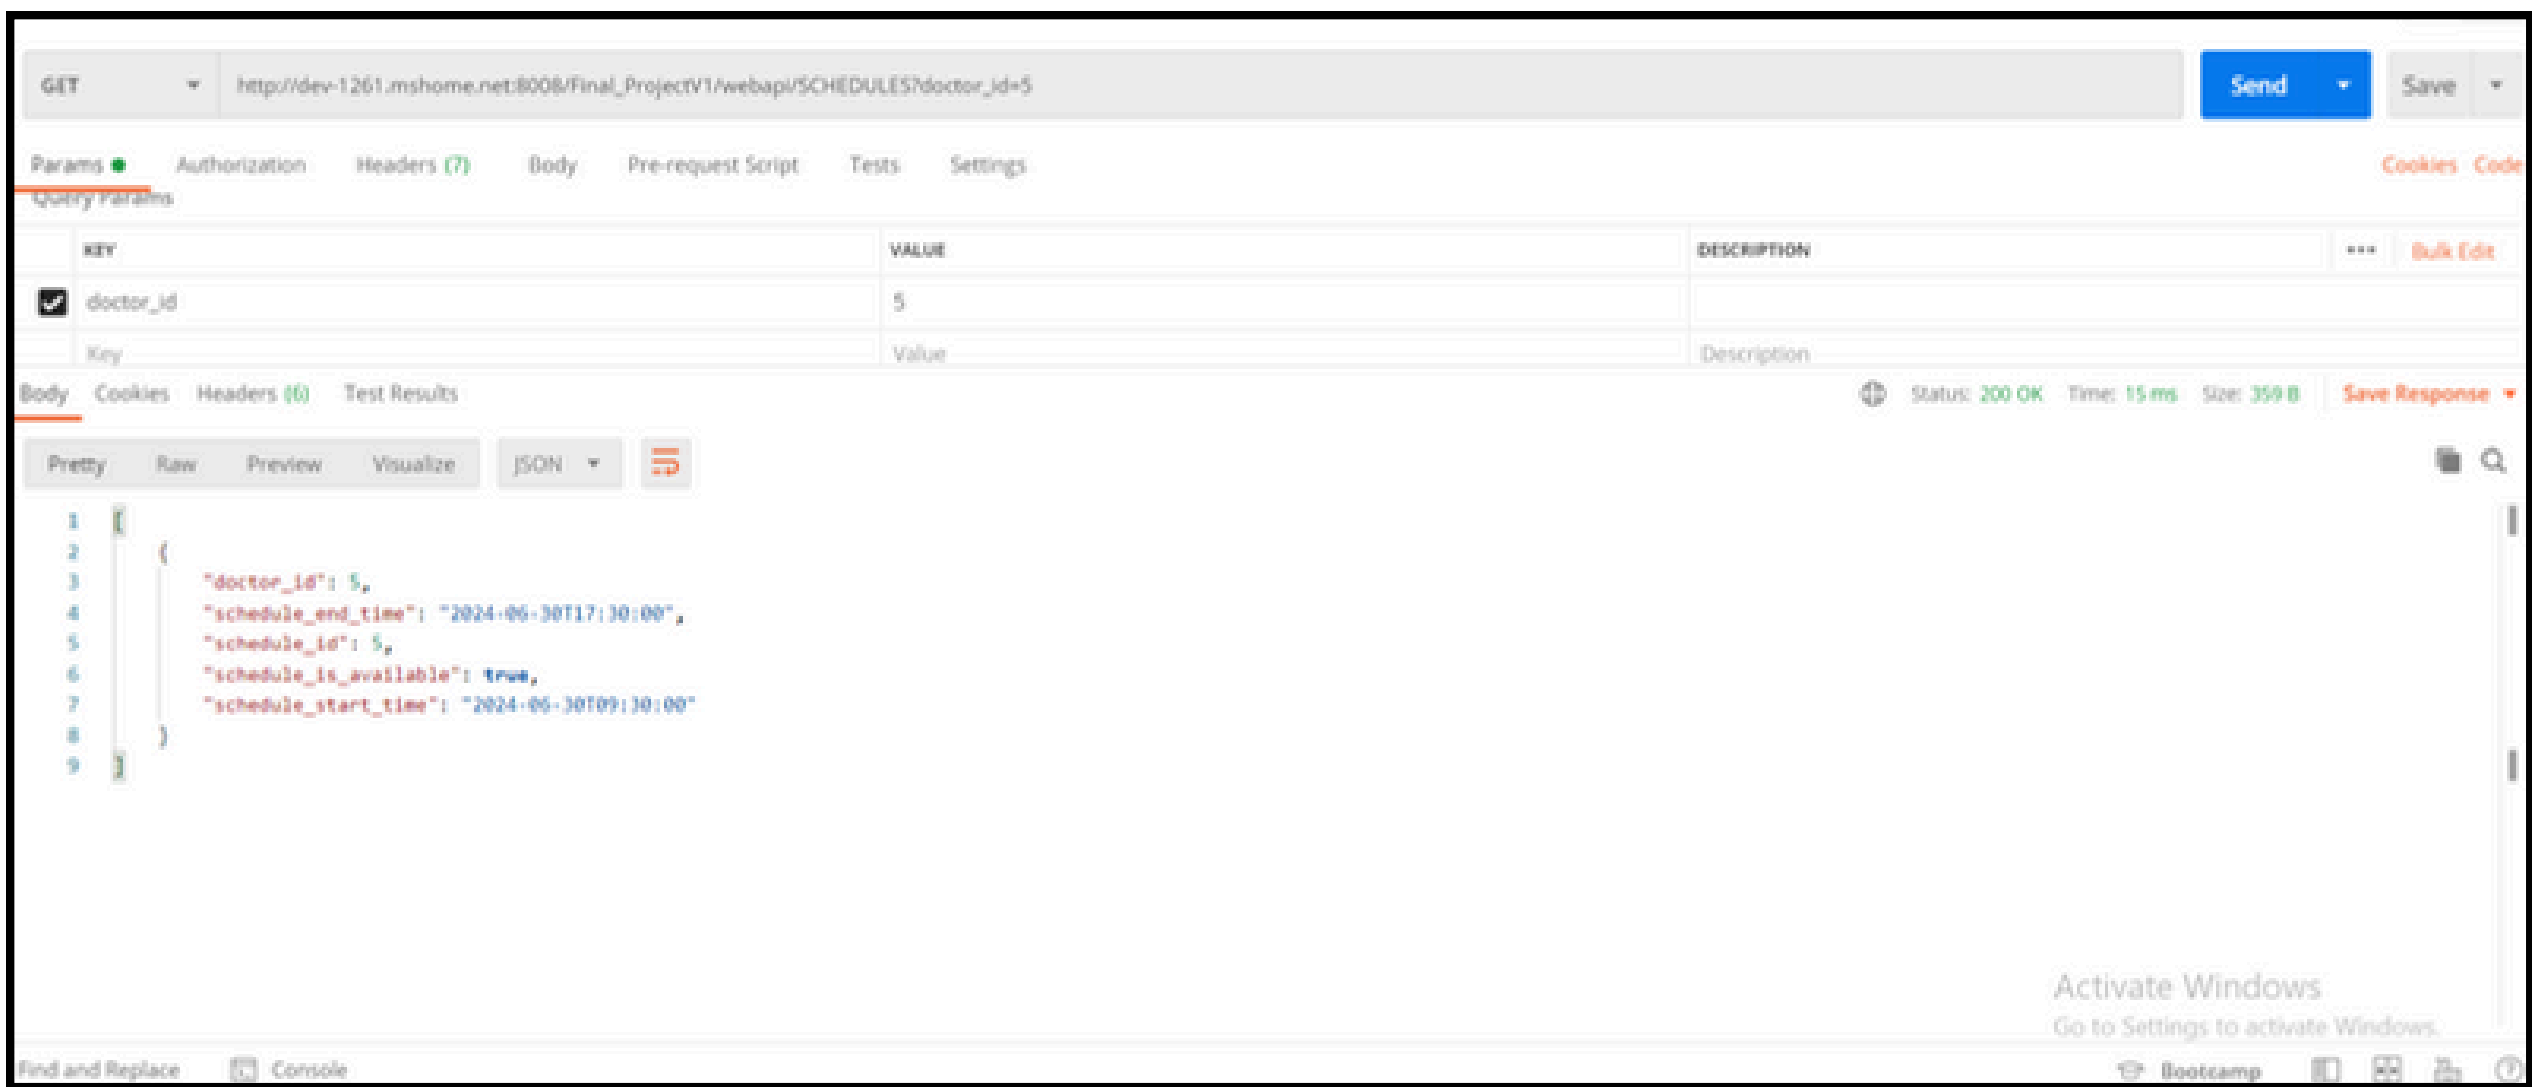 GET http://dev-1261.mshome.net:8008/Final_ProjectV1/webapi/SCHEDULES?doctor_id=5 Send Save
Params Authorization Headers (7) Body Pre-request Script Tests Settings Cookies Code
Query Params
KEY VALUE DESCRIPTION ••• Bulk Edit
doctor_id 5
Key Value Description
Body Cookies Headers (6) Test Results Status: 200 OK Time: 15 ms Size: 359 B Save Response
Pretty Raw Preview Visualize JSON
1 [
2 {
3 "doctor_id": 5,
4 "schedule_end_time": "2024-06-30T17:30:00",
5 "schedule_id": 5,
6 "schedule_is_available": true,
7 "schedule_start_time": "2024-06-30T09:30:00"
8 }
9 ]
Activate Windows
Go to Settings to activate Windows.
Find and Replace Console Bootcamp